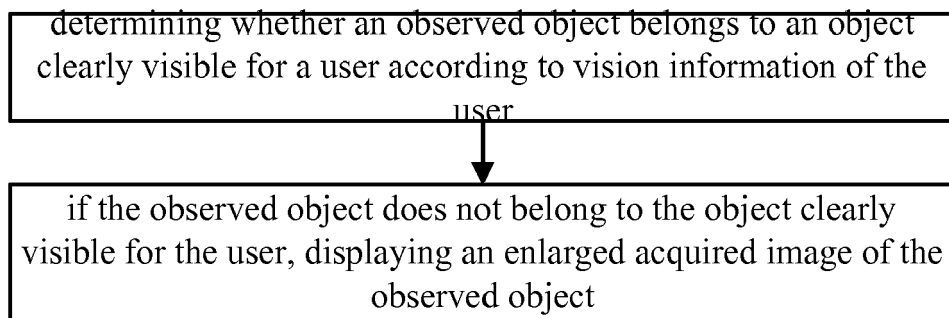 determining whether an observed object belongs to an object
clearly visible for a user according to vision information of the
user
if the observed object does not belong to the object clearly
visible for the user, displaying an enlarged acquired image of the
observed object